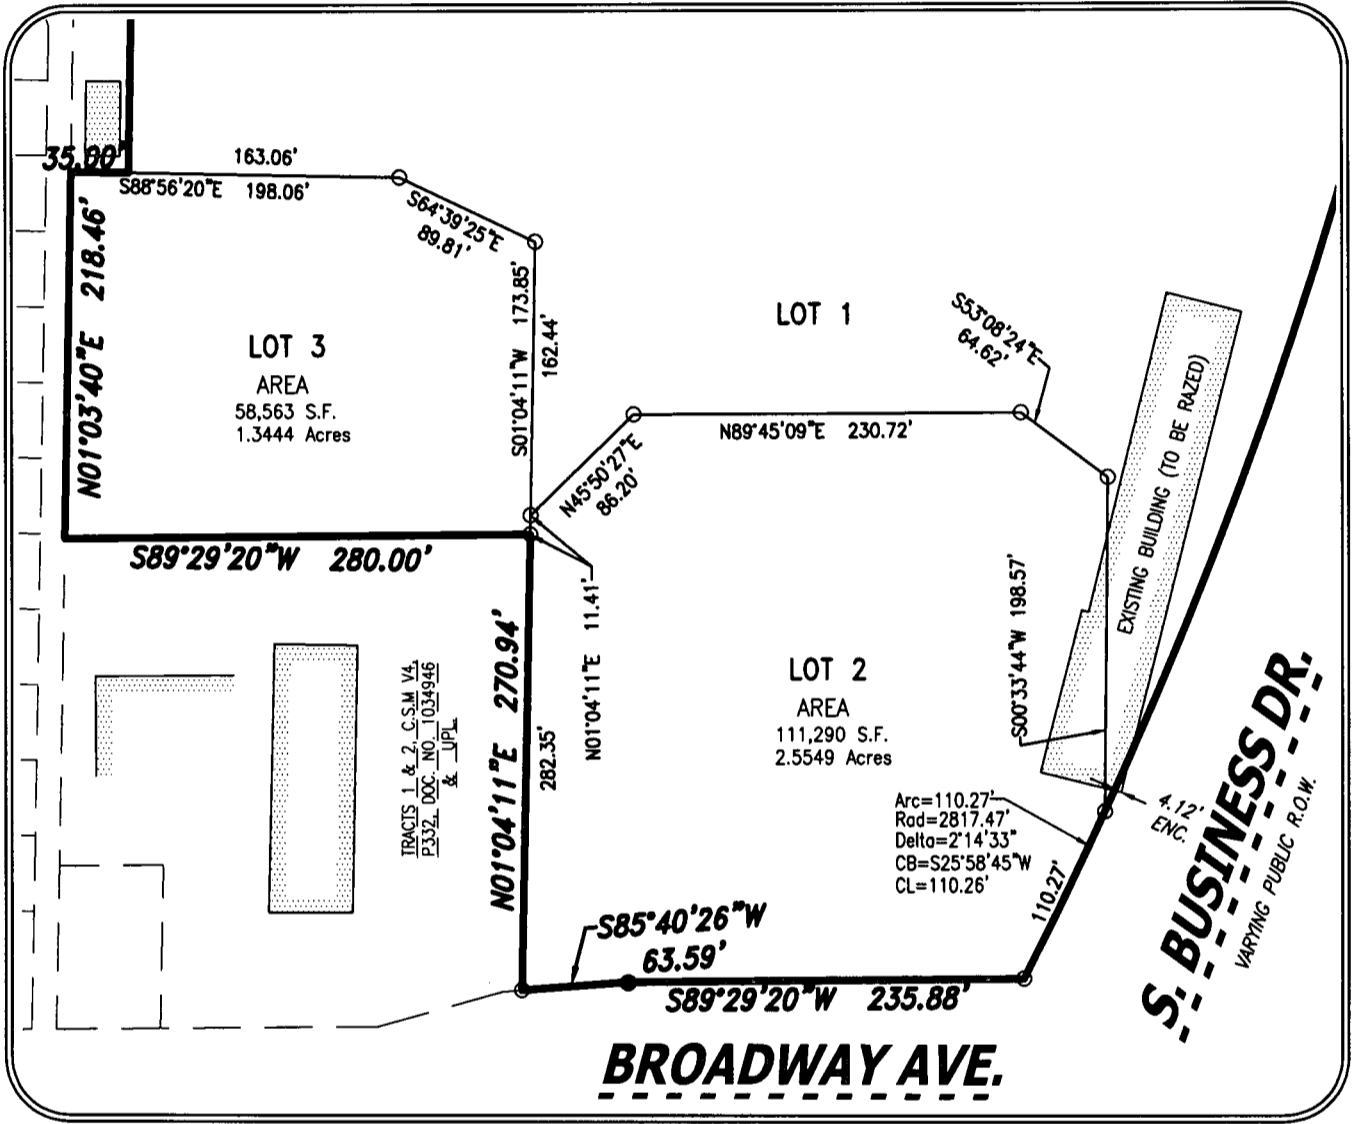 35.00'
163.06'
S88°56'20"E 198.06'
S64°39'25"E
89.81'
N01°03'40"E 218.46'
LOT 3
AREA
58,563 S.F.
1.3444 Acres
S01°04'11"W 173.85'
162.44'
LOT 1
S53°08'24"E
64.62'
N89°45'09"E 230.72'
N45°50'27"E
86.20'
EXISTING BUILDING (TO BE RAZED)
S89°29'20"W 280.00'
N01°04'11"E 11.41'
S00°33'44"W 198.57'
TRACTS 1 & 2, C.S.M V4,
P332, DOC. NO. 1034946
& UPL
N01°04'11"E 270.94'
282.35'
LOT 2
AREA
111,290 S.F.
2.5549 Acres
Arc=110.27'
Rad=2817.47'
Delta=2°14'33"
CB=S25°58'45"W
CL=110.26'
110.27'
4.12'
ENC.
S. BUSINESS DR.
VARYING PUBLIC R.O.W.
S85°40'26"W
63.59'
S89°29'20"W 235.88'
BROADWAY AVE.